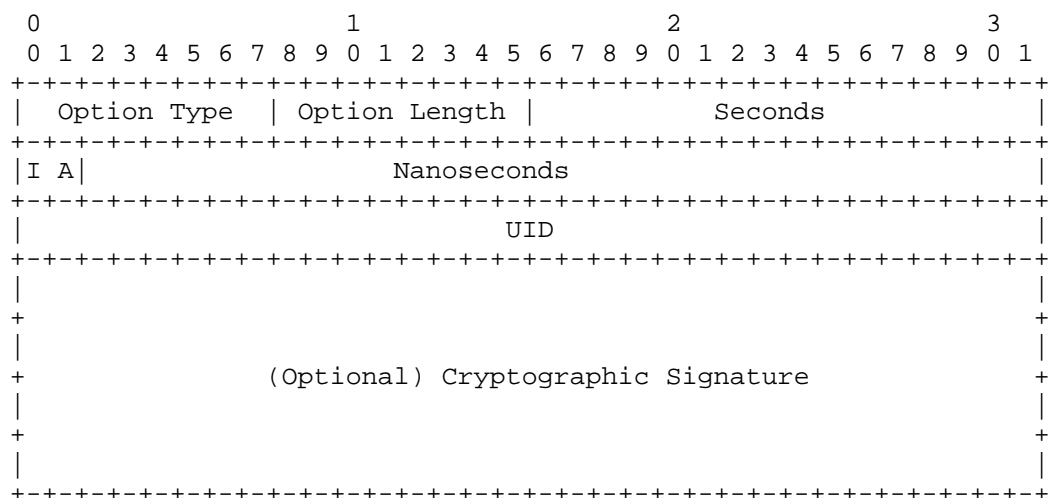 0                   1                   2                   3
 0 1 2 3 4 5 6 7 8 9 0 1 2 3 4 5 6 7 8 9 0 1 2 3 4 5 6 7 8 9 0 1
+-+-+-+-+-+-+-+-+-+-+-+-+-+-+-+-+-+-+-+-+-+-+-+-+-+-+-+-+-+-+-+-+
|  Option Type  | Option Length |           Seconds             |
+-+-+-+-+-+-+-+-+-+-+-+-+-+-+-+-+-+-+-+-+-+-+-+-+-+-+-+-+-+-+-+-+
|I A|                   Nanoseconds                             |
+-+-+-+-+-+-+-+-+-+-+-+-+-+-+-+-+-+-+-+-+-+-+-+-+-+-+-+-+-+-+-+-+
|                              UID                              |
+-+-+-+-+-+-+-+-+-+-+-+-+-+-+-+-+-+-+-+-+-+-+-+-+-+-+-+-+-+-+-+-+
|                                                               |
+                                                               +
|                                                               |
+               (Optional) Cryptographic Signature              +
|                                                               |
+                                                               +
|                                                               |
+-+-+-+-+-+-+-+-+-+-+-+-+-+-+-+-+-+-+-+-+-+-+-+-+-+-+-+-+-+-+-+-+